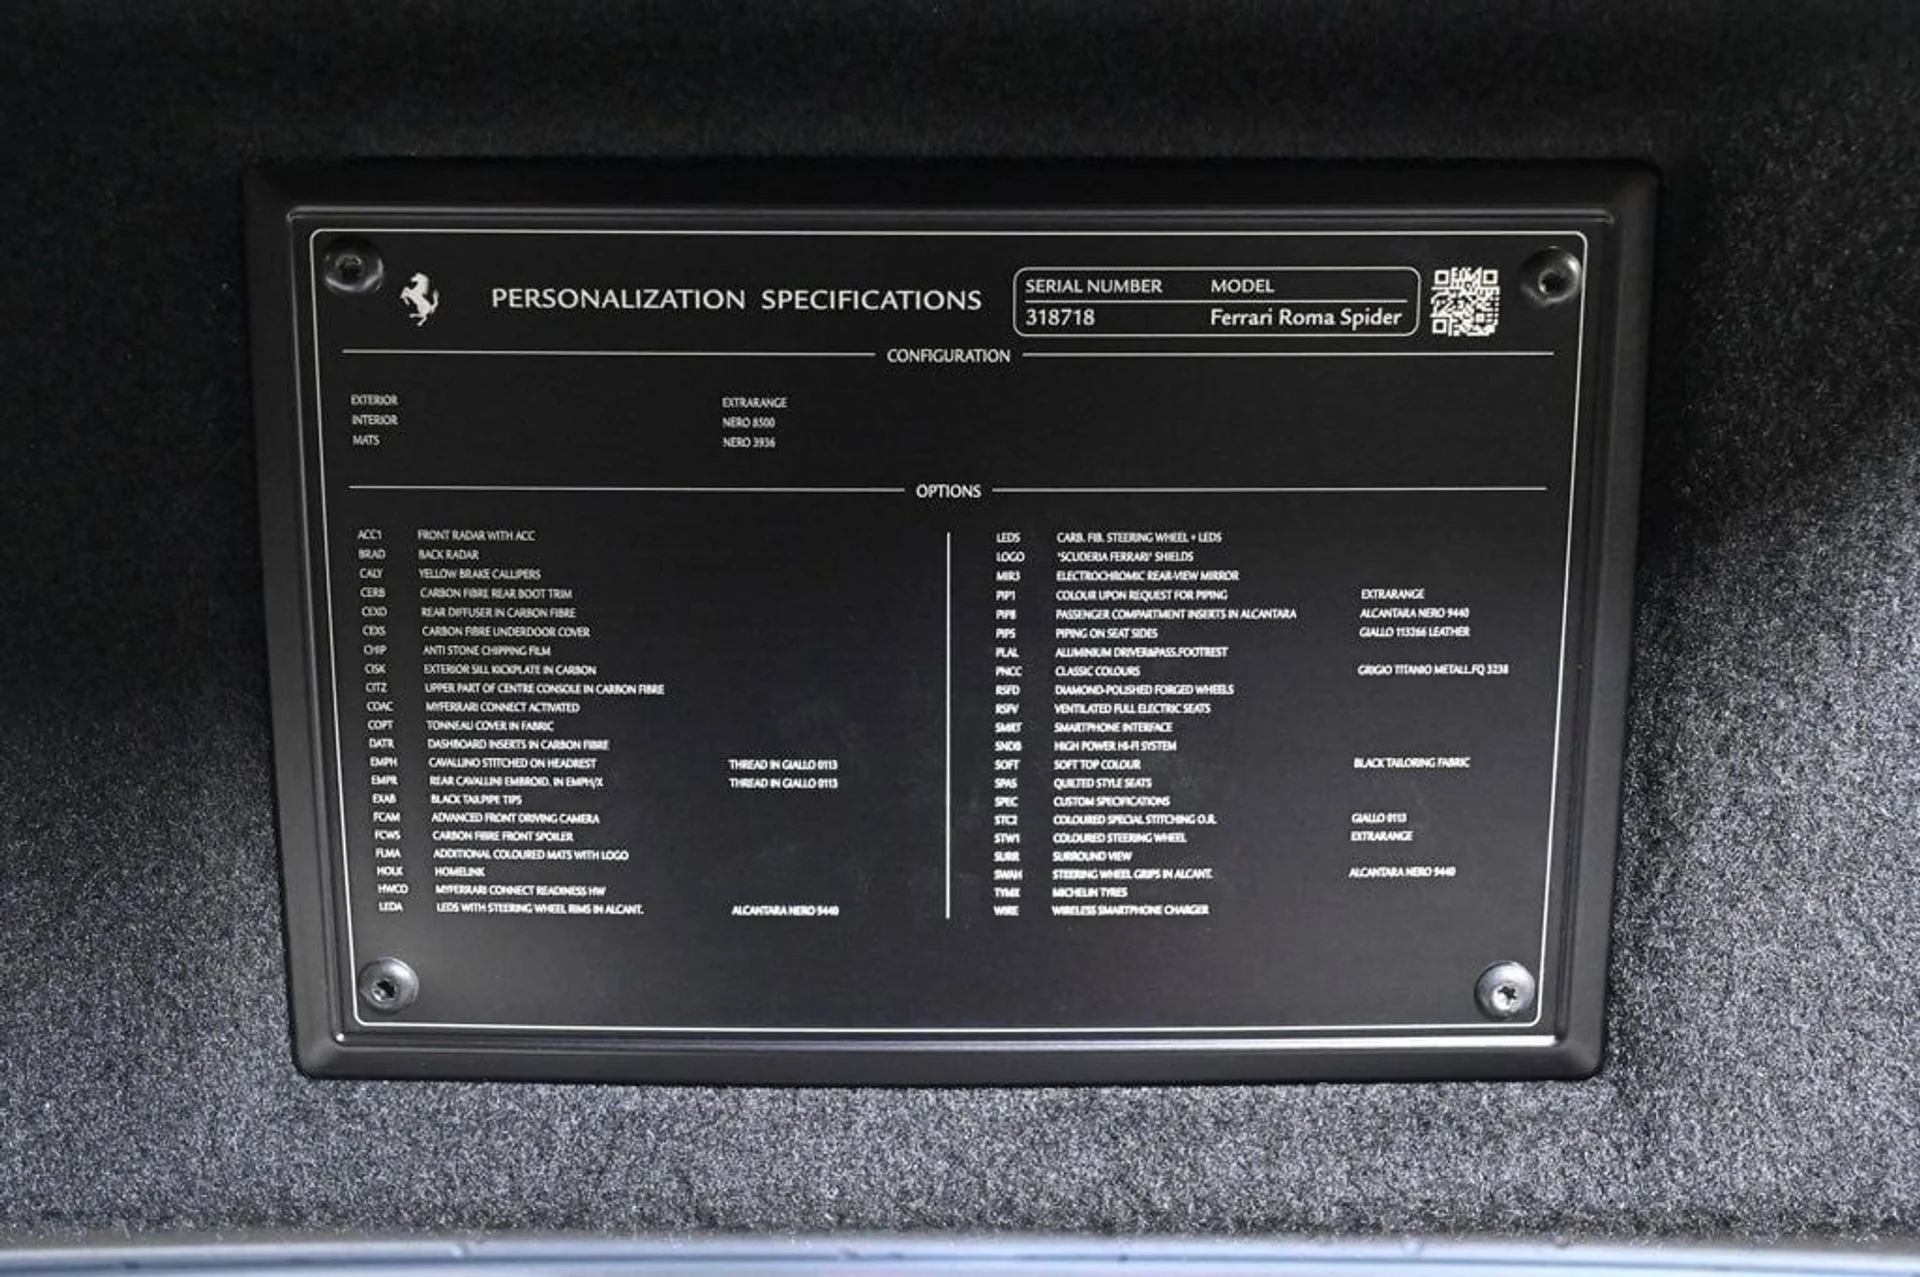 PERSONALIZATION SPECIFICATIONS
SERIAL NUMBER MODEL
318718 Ferrari Roma Spider
CONFIGURATION
EXTERIOR EXTRARANGE
INTERIOR NERO 8500
MATS NERO 3936
OPTIONS
ACC1 FRONT RADAR WITH ACC
BRAD BACK RADAR
CALY YELLOW BRAKE CALLIPERS
CERB CARBON FIBRE REAR BOOT TRIM
CEXD REAR DIFFUSER IN CARBON FIBRE
CEXS CARBON FIBRE UNDERDOOR COVER
CHIP ANTI STONE CHIPPING FILM
CISK EXTERIOR SILL KICKPLATE IN CARBON
CITZ UPPER PART OF CENTRE CONSOLE IN CARBON FIBRE
COAC MYFERRARI CONNECT ACTIVATED
COPT TONNEAU COVER IN FABRIC
DATR DASHBOARD INSERTS IN CARBON FIBRE
EMPH CAVALLINO STITCHED ON HEADREST THREAD IN GIALLO 0113
EMPR REAR CAVALLINI EMBROID. IN EMPH/X THREAD IN GIALLO 0113
EXAB BLACK TAILPIPE TIPS
FCAM ADVANCED FRONT DRIVING CAMERA
FCWS CARBON FIBRE FRONT SPOILER
FLMA ADDITIONAL COLOURED MATS WITH LOGO
HOLK HOMELINK
HWCO MYFERRARI CONNECT READINESS HW
LEDA LEDS WITH STEERING WHEEL RIMS IN ALCANT. ALCANTARA NERO 9440
LEDS CARB. FIB. STEERING WHEEL + LEDS
LOGO "SCUDERIA FERRARI" SHIELDS
MIR3 ELECTROCHROMIC REAR-VIEW MIRROR
PIP1 COLOUR UPON REQUEST FOR PIPING EXTRARANGE
PIP8 PASSENGER COMPARTMENT INSERTS IN ALCANTARA ALCANTARA NERO 9440
PIPS PIPING ON SEAT SIDES GIALLO 113266 LEATHER
PLAL ALUMINIUM DRIVER&PASS.FOOTREST
PNCC CLASSIC COLOURS GRIGIO TITANIO METALL.FQ 3238
RSFD DIAMOND-POLISHED FORGED WHEELS
RSFV VENTILATED FULL ELECTRIC SEATS
SMRT SMARTPHONE INTERFACE
SNDB HIGH POWER HI-FI SYSTEM
SOFT SOFT TOP COLOUR BLACK TAILORING FABRIC
SPAS QUILTED STYLE SEATS
SPEC CUSTOM SPECIFICATIONS
STC2 COLOURED SPECIAL STITCHING O.R. GIALLO 0113
STW1 COLOURED STEERING WHEEL EXTRARANGE
SURR SURROUND VIEW
SWAH STEERING WHEEL GRIPS IN ALCANT. ALCANTARA NERO 9440
TYMX MICHELIN TYRES
WIRE WIRELESS SMARTPHONE CHARGER